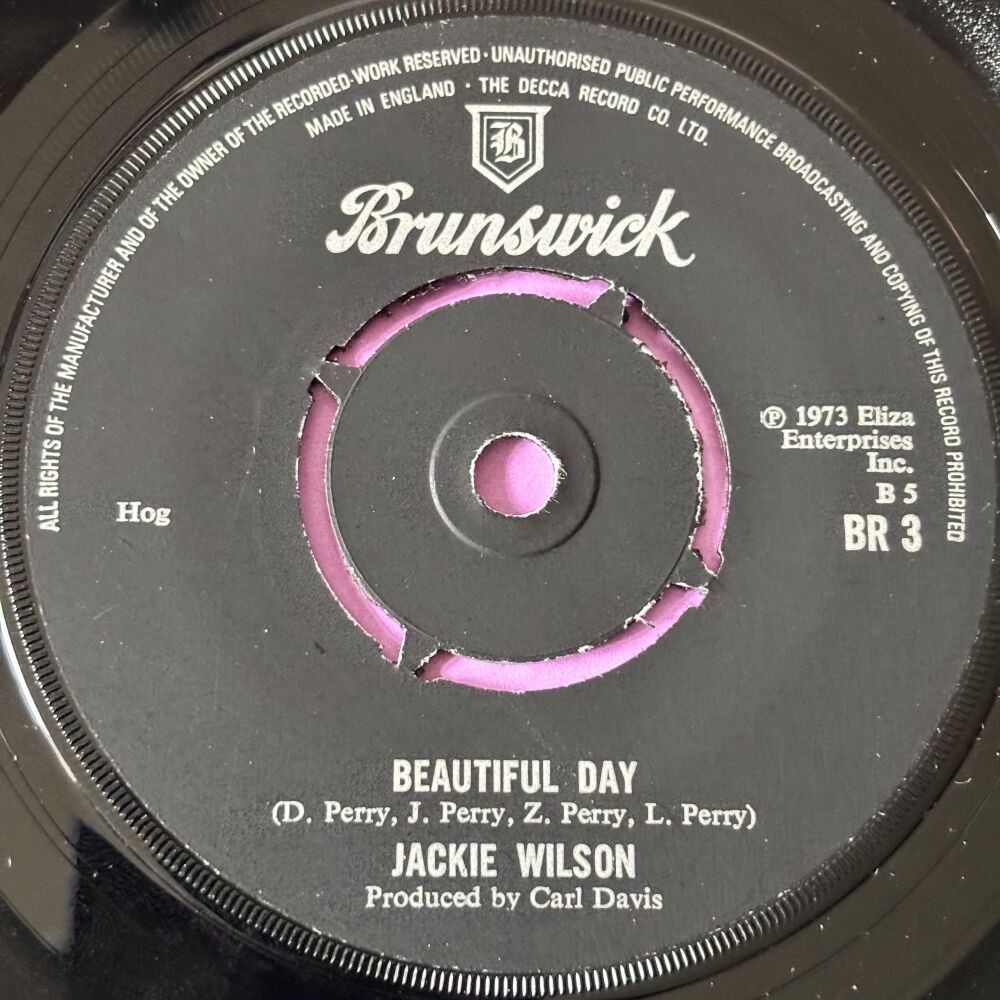 ALL RIGHTS OF THE MANUFACTURER AND OF THE OWNER OF THE RECORDED WORK RESERVED · UNAUTHORISED PUBLIC PERFORMANCE BROADCASTING AND COPYING OF THIS RECORD PROHIBITED
MADE IN ENGLAND · THE DECCA RECORD CO. LTD.
B
Brunswick
℗ 1973 Eliza
Enterprises
Inc.
B 5
BR 3
Hog
BEAUTIFUL DAY
(D. Perry, J. Perry, Z. Perry, L. Perry)
JACKIE WILSON
Produced by Carl Davis